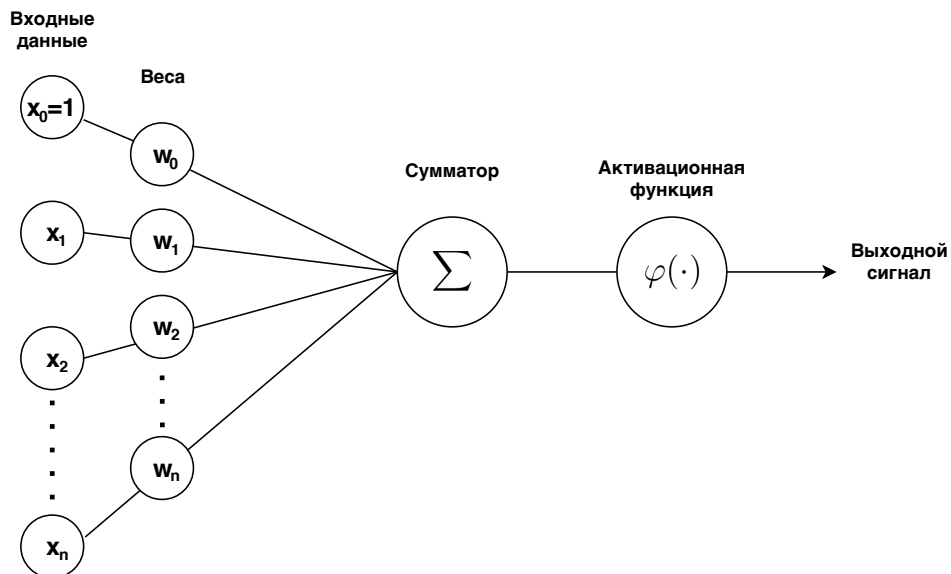 Входные
данные
Веса
x₀=1
w₀
Сумматор
Активационная
функция
x₁
w₁
Σ
φ(·)
Выходной
сигнал
x₂
w₂
wₙ
xₙ